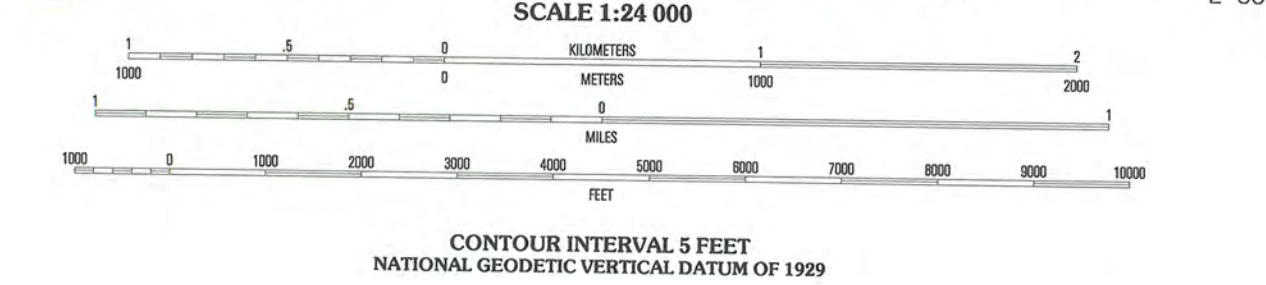 SCALE 1:24 000
1 .5 0 KILOMETERS 1 2
1000 0 METERS 1000 2000
1 .5 0 1
MILES
1000 0 1000 2000 3000 4000 5000 6000 7000 8000 9000 10000
FEET
CONTOUR INTERVAL 5 FEET
NATIONAL GEODETIC VERTICAL DATUM OF 1929